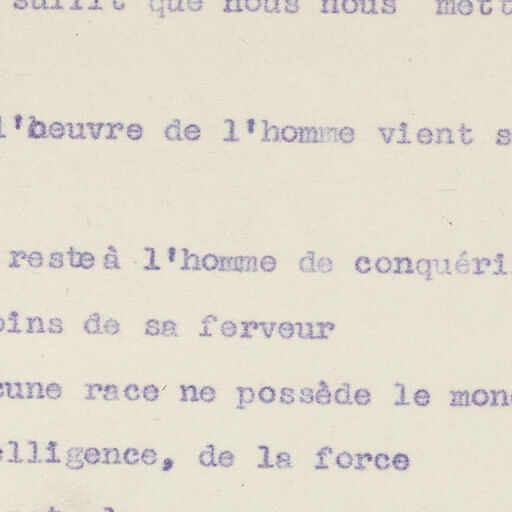 suffit que nous nous mett
l'oeuvre de l'homme vient s
reste à l'homme de conquéri
oins de sa ferveur
cune race ne possède le mon
elligence, de la force